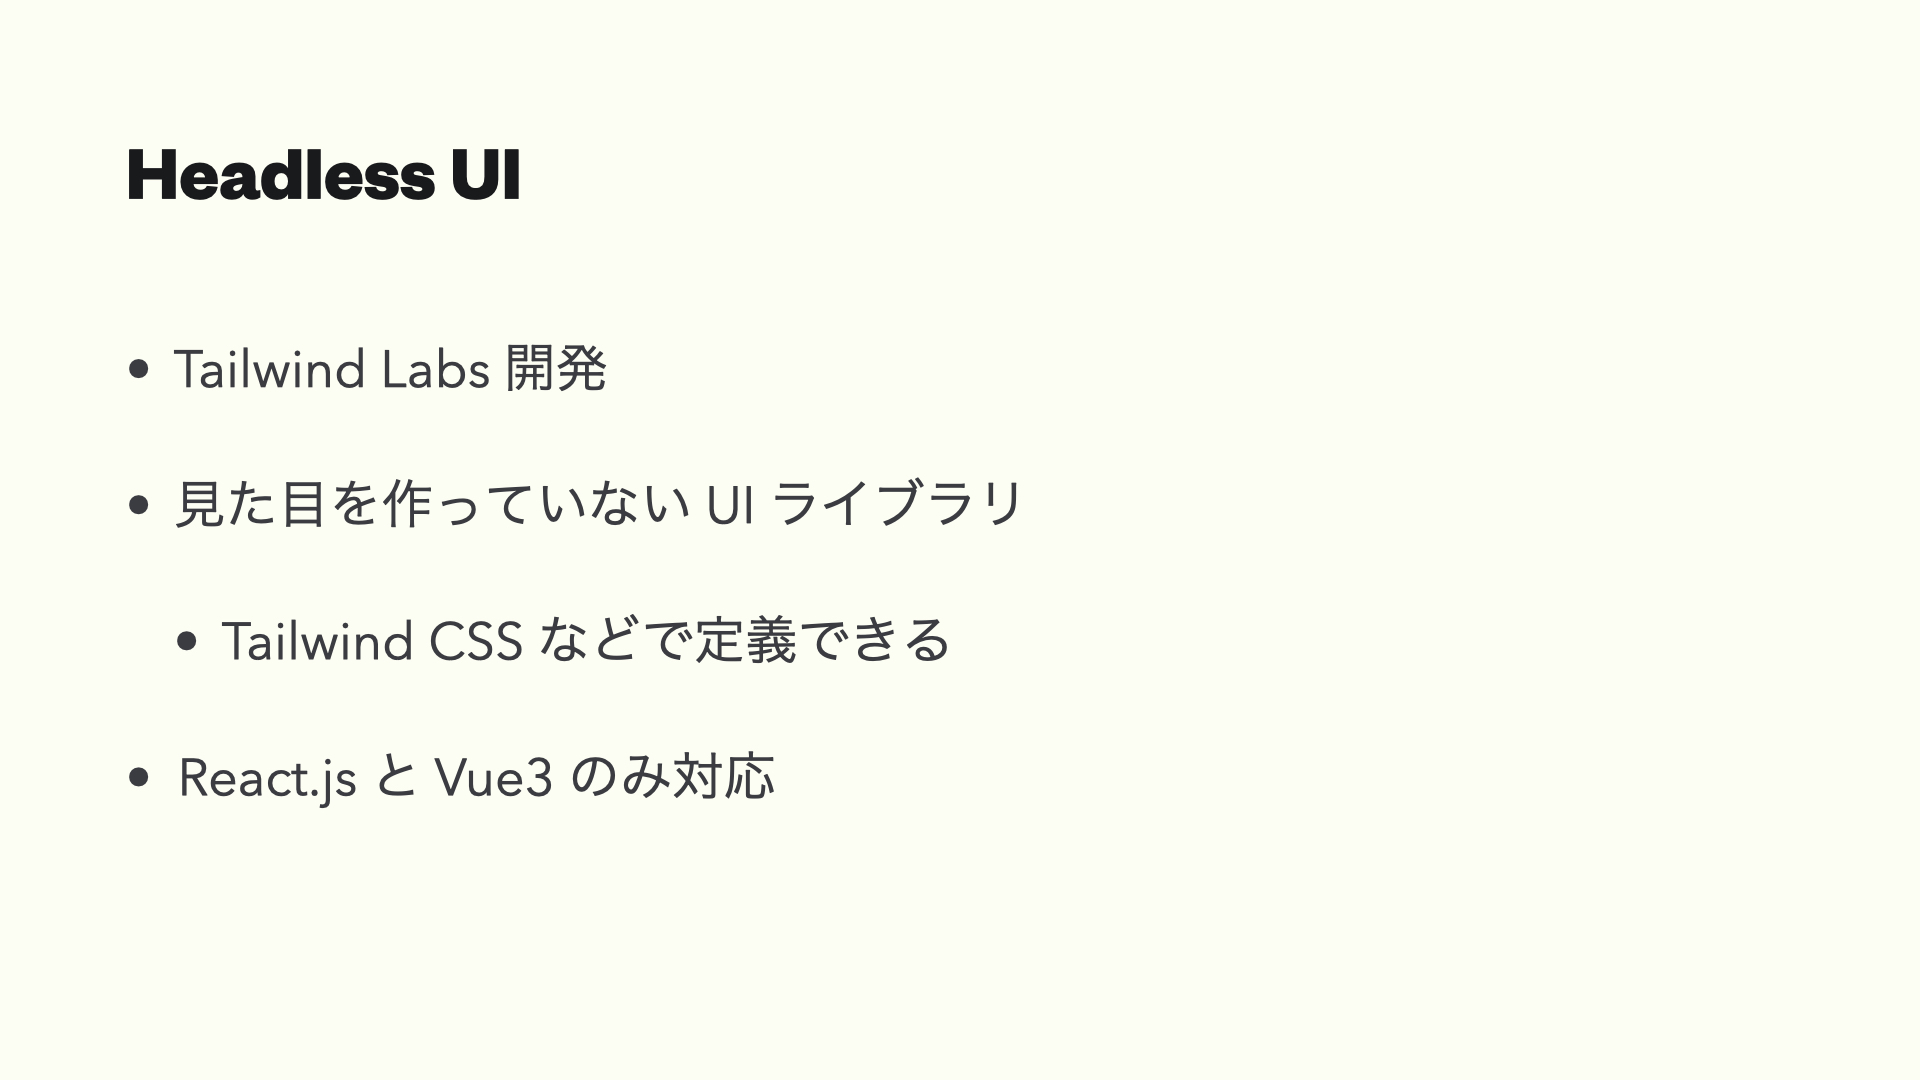 Headless UI
• Tailwind Labs 開発
• 見た目を作っていない UI ライブラリ
• Tailwind CSS などで定義できる
• React.js と Vue3 のみ対応